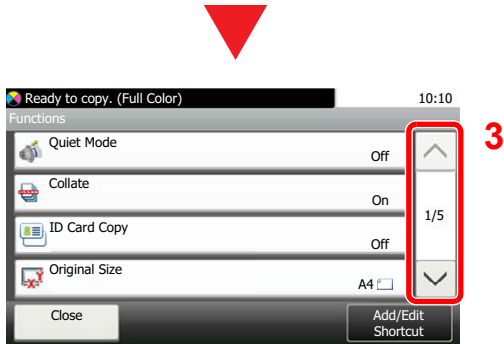 Ready to copy. (Full Color) 10:10
Functions
3
Quiet Mode
Off
Collate
On
1/5
ID Card Copy
Off
Original Size
A4
Close
Add/Edit
Shortcut